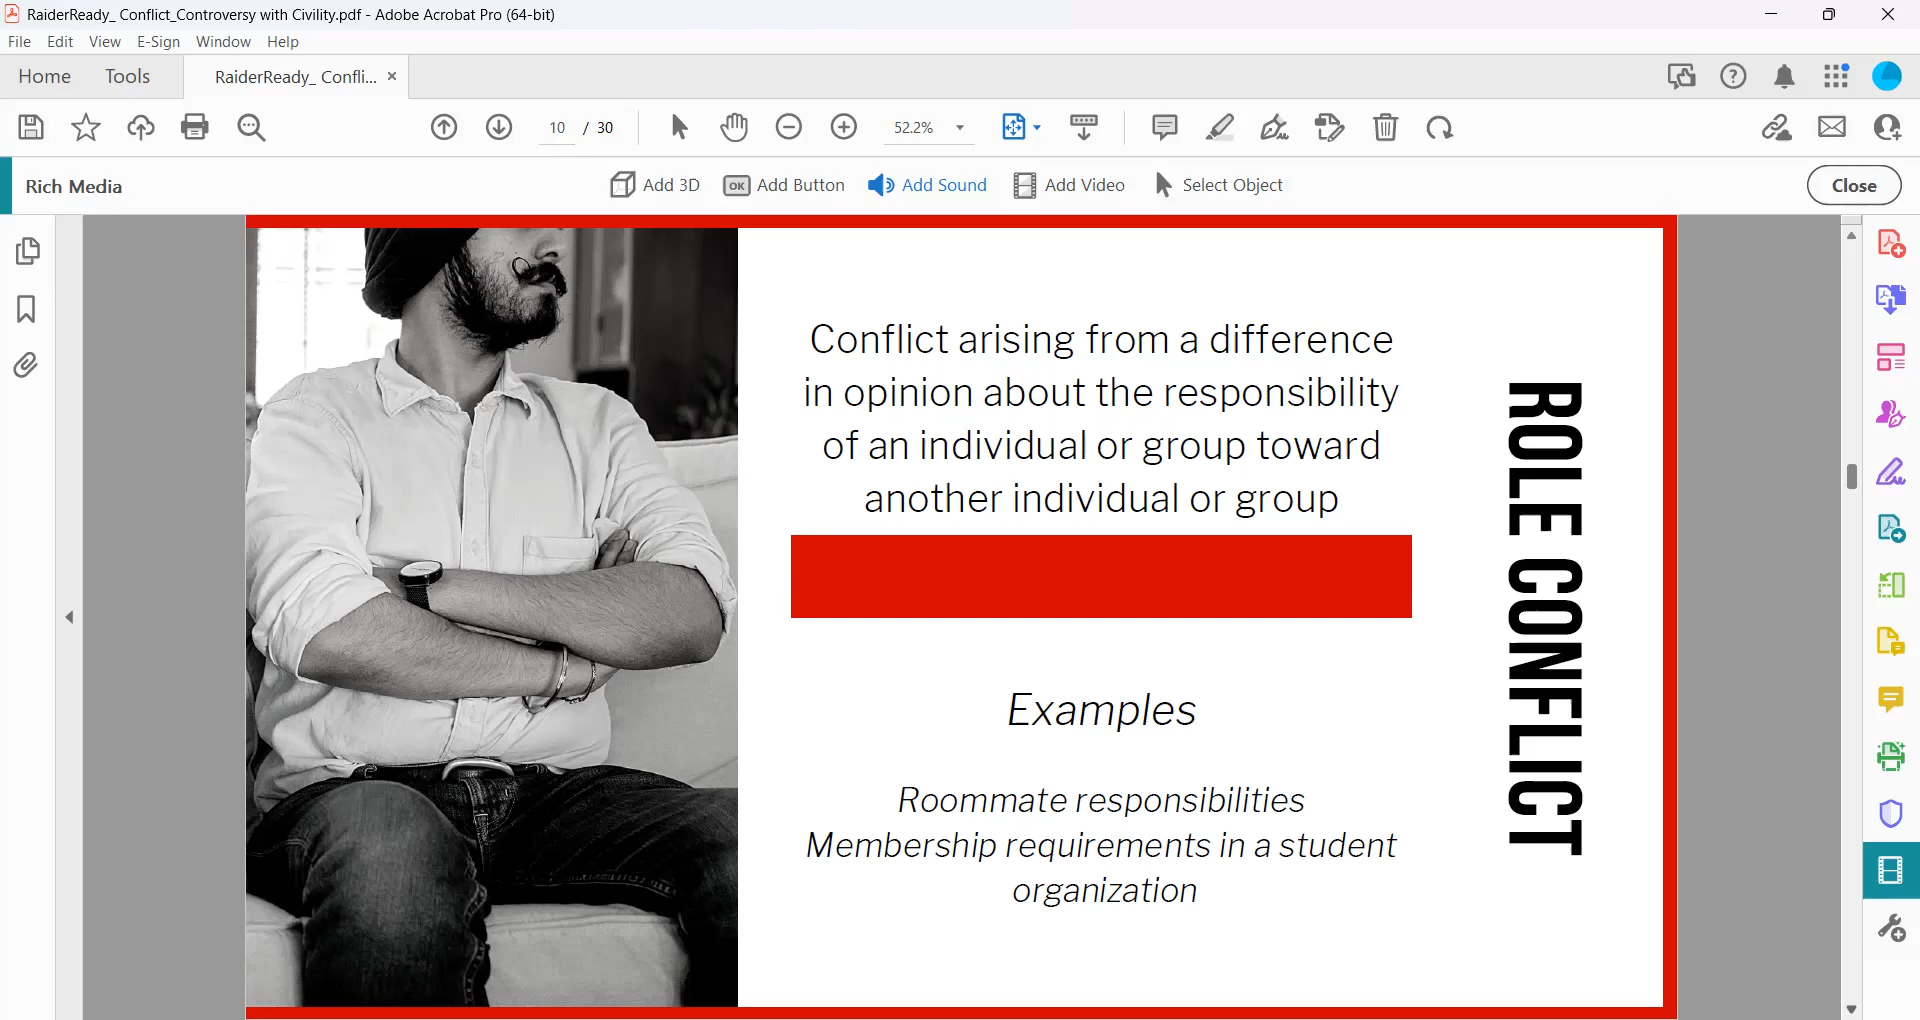 RaiderReady_ Conflict_Controversy with Civility.pdf - Adobe Acrobat Pro (64-bit)
File Edit View E-Sign Window Help
Home Tools RaiderReady_ Confli... ×
10 / 30 52.2%
Rich Media
OK
Add 3D Add Button Add Sound Add Video Select Object Close
Conflict arising from a difference
in opinion about the responsibility
of an individual or group toward
another individual or group
Examples
Roommate responsibilities
Membership requirements in a student
organization
ROLE CONFLICT